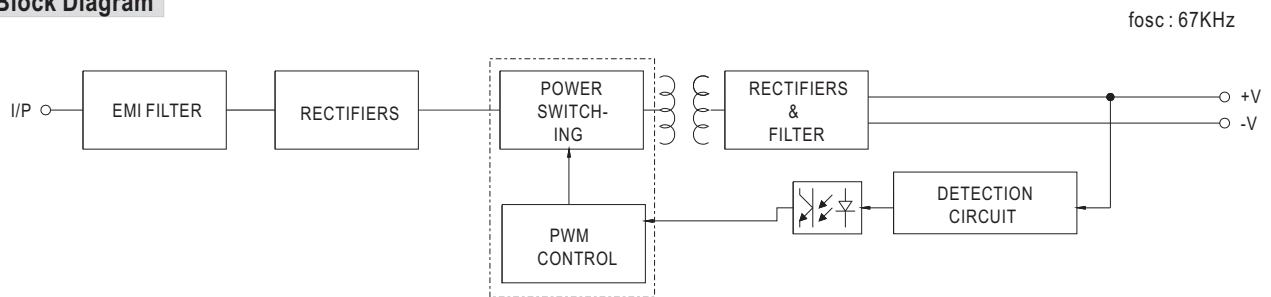 Block Diagram
fosc : 67KHz
I/P
EMI FILTER
RECTIFIERS
POWER
SWITCH-
ING
RECTIFIERS
&
FILTER
+V
-V
PWM
CONTROL
DETECTION
CIRCUIT